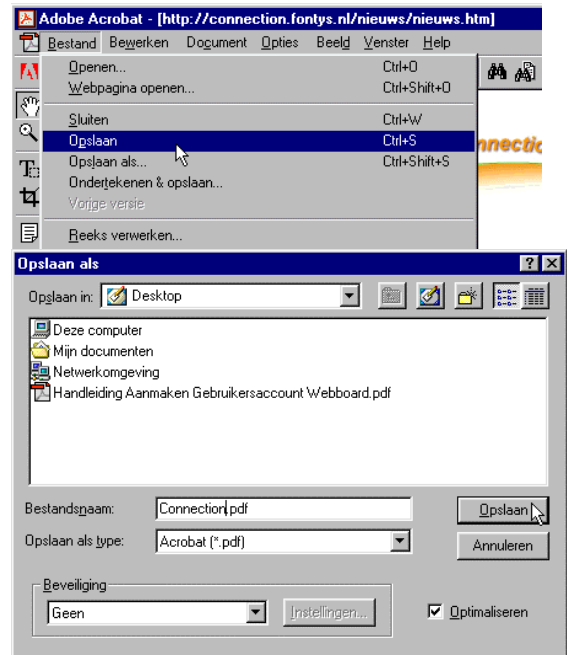 Adobe Acrobat - [http://connection.fontys.nl/nieuws/nieuws.htm]
Bestand Bewerken Document Opties Beeld Venster Help
Openen... Ctrl+O
Webpagina openen... Ctrl+Shift+O
Sluiten Ctrl+W
Opslaan Ctrl+S
nnectio
Opslaan als... Ctrl+Shift+S
Ondertekenen & opslaan...
Vorige versie
Reeks verwerken...
Opslaan als
Opslaan in: Desktop
Deze computer
Mijn documenten
Netwerkomgeving
Handleiding Aanmaken Gebruikersaccount Webboard.pdf
Bestandsnaam: Connection.pdf Opslaan
Opslaan als type: Acrobat (*.pdf) Annuleren
Beveiliging
Geen Instellingen... Optimaliseren